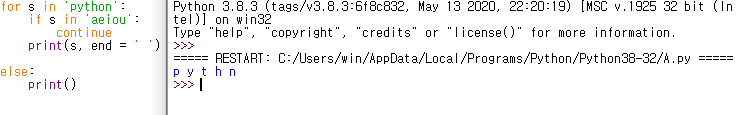 for s in 'python':
    if s in 'aeiou':
        continue
    print(s, end = ' ')

else:
    print()
Python 3.8.3 (tags/v3.8.3:6f8c832, May 13 2020, 22:20:19) [MSC v.1925 32 bit (In
tel)] on win32
Type "help", "copyright", "credits" or "license()" for more information.
>>>
===== RESTART: C:/Users/win/AppData/Local/Programs/Python/Python38-32/A.py =====
p y t h n
>>>